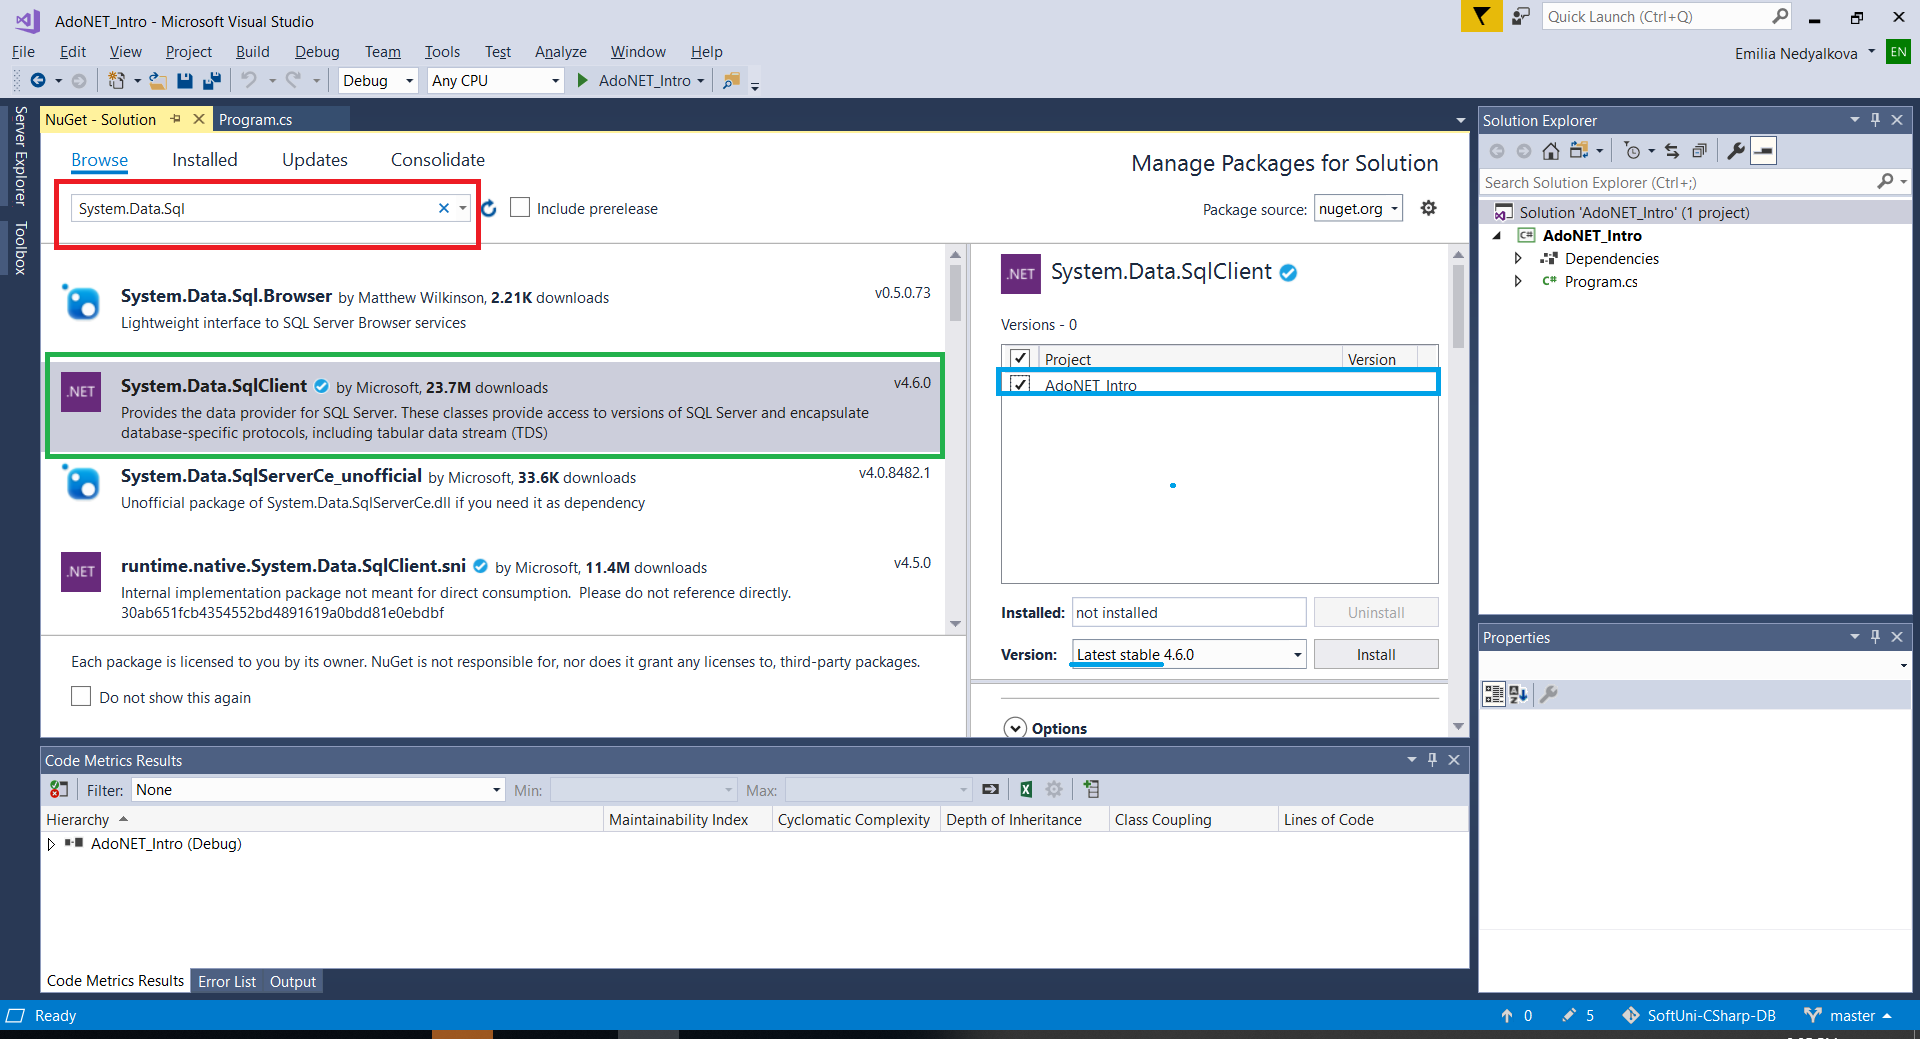 AdoNET_Intro - Microsoft Visual Studio
Quick Launch (Ctrl+Q)
File Edit View Project Build Debug Team Tools Test Analyze Window Help
Emilia Nedyalkova EN
Debug Any CPU AdoNET_Intro
Server Explorer
Toolbox
NuGet - Solution Program.cs
Browse Installed Updates Consolidate
Manage Packages for Solution
System.Data.Sql
Include prerelease
Package source: nuget.org
System.Data.Sql.Browser by Matthew Wilkinson, 2.21K downloads v0.5.0.73
Lightweight interface to SQL Server Browser services
.NET System.Data.SqlClient by Microsoft, 23.7M downloads v4.6.0
Provides the data provider for SQL Server. These classes provide access to versions of SQL Server and encapsulate
database-specific protocols, including tabular data stream (TDS)
System.Data.SqlServerCe_unofficial by Microsoft, 33.6K downloads v4.0.8482.1
Unofficial package of System.Data.SqlServerCe.dll if you need it as dependency
.NET runtime.native.System.Data.SqlClient.sni by Microsoft, 11.4M downloads v4.5.0
Internal implementation package not meant for direct consumption. Please do not reference directly.
30ab651fcb4354552bd4891619a0bdd81e0ebdbf
Each package is licensed to you by its owner. NuGet is not responsible for, nor does it grant any licenses to, third-party packages.
Do not show this again
.NET System.Data.SqlClient
Versions - 0
Project Version
AdoNET_Intro
Installed: not installed Uninstall
Version: Latest stable 4.6.0 Install
Options
Solution Explorer
Search Solution Explorer (Ctrl+;)
Solution 'AdoNET_Intro' (1 project)
C# AdoNET_Intro
Dependencies
C# Program.cs
Properties
Code Metrics Results
Filter: None Min: Max:
Hierarchy Maintainability Index Cyclomatic Complexity Depth of Inheritance Class Coupling Lines of Code
AdoNET_Intro (Debug)
Code Metrics Results Error List Output
Ready
0 5 SoftUni-CSharp-DB master